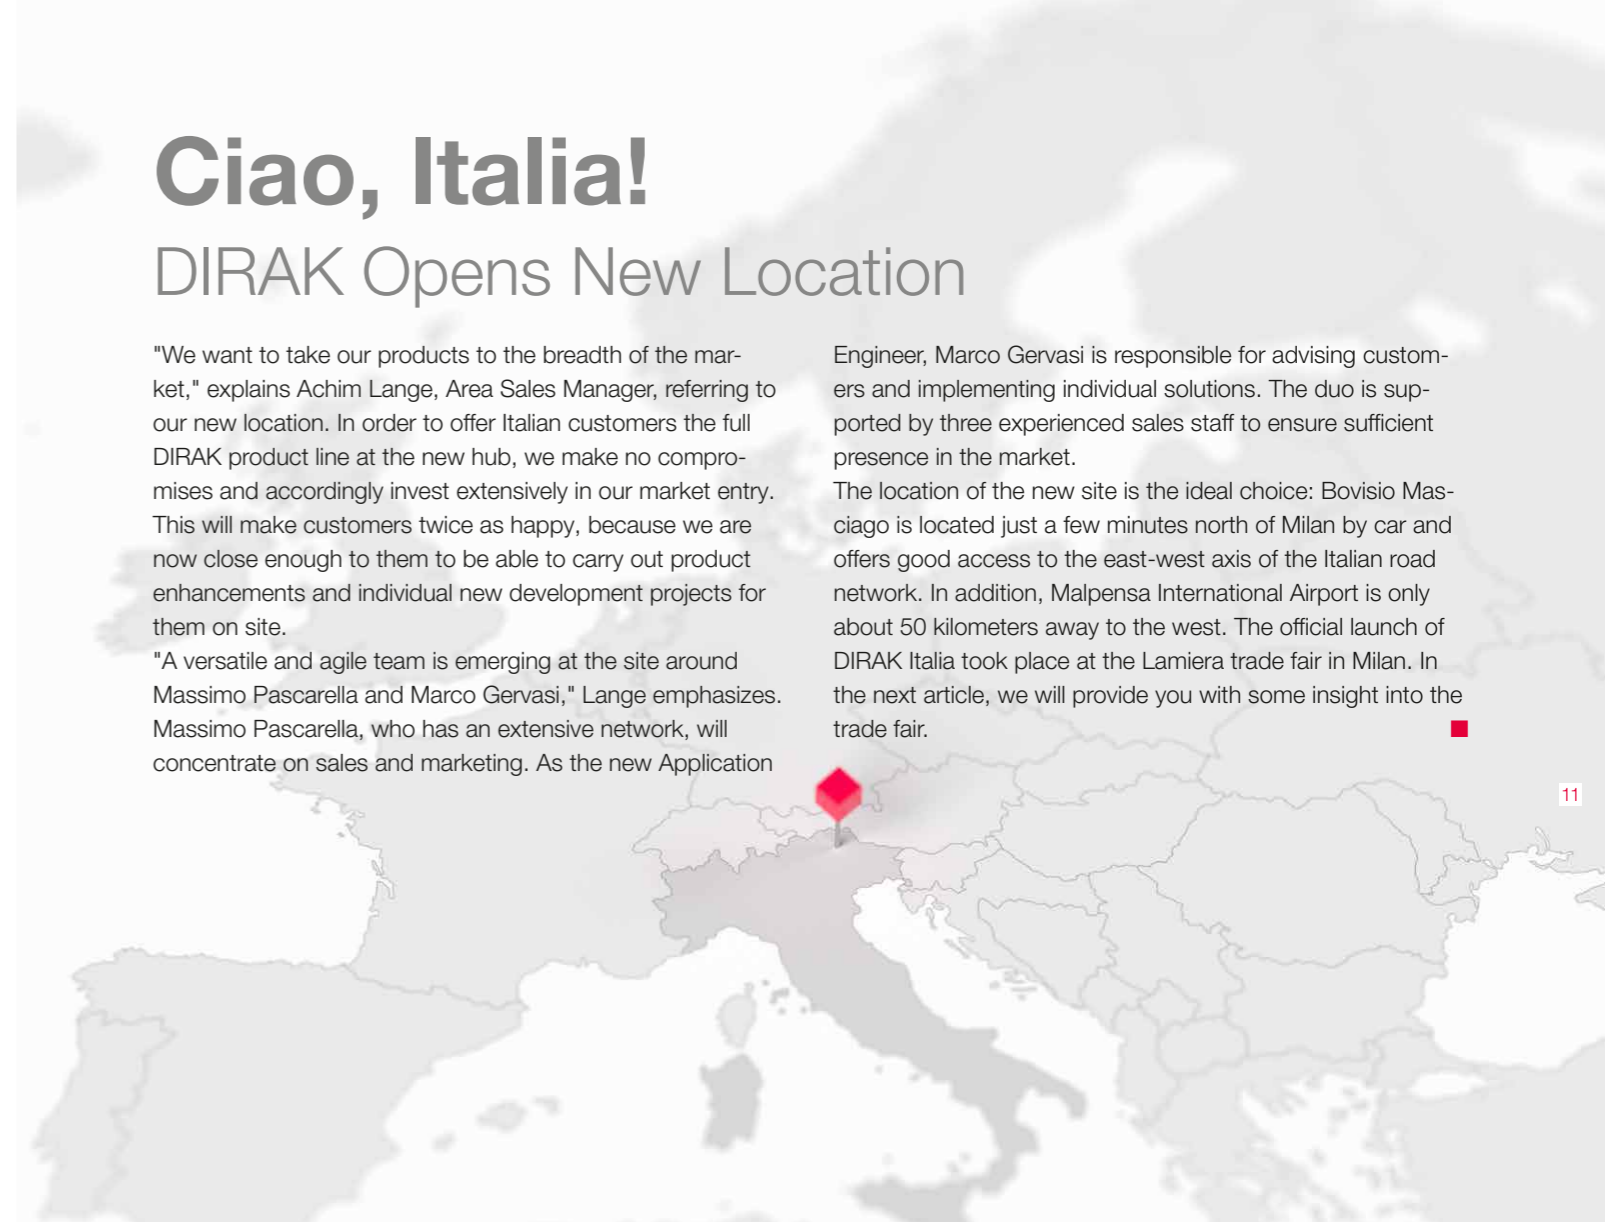 Ciao, Italia!
DIRAK Opens New Location
"We want to take our products to the breadth of the mar-
ket," explains Achim Lange, Area Sales Manager, referring to
our new location. In order to offer Italian customers the full
DIRAK product line at the new hub, we make no compro-
mises and accordingly invest extensively in our market entry.
This will make customers twice as happy, because we are
now close enough to them to be able to carry out product
enhancements and individual new development projects for
them on site.
"A versatile and agile team is emerging at the site around
Massimo Pascarella and Marco Gervasi," Lange emphasizes.
Massimo Pascarella, who has an extensive network, will
concentrate on sales and marketing. As the new Application
Engineer, Marco Gervasi is responsible for advising custom-
ers and implementing individual solutions. The duo is sup-
ported by three experienced sales staff to ensure sufficient
presence in the market.
The location of the new site is the ideal choice: Bovisio Mas-
ciago is located just a few minutes north of Milan by car and
offers good access to the east-west axis of the Italian road
network. In addition, Malpensa International Airport is only
about 50 kilometers away to the west. The official launch of
DIRAK Italia took place at the Lamiera trade fair in Milan. In
the next article, we will provide you with some insight into the
trade fair.
11